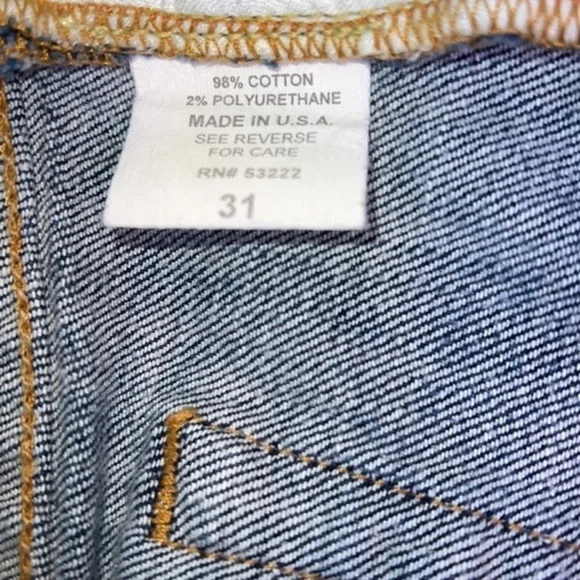 98% COTTON
2% POLYURETHANE
MADE IN U.S.A.
SEE REVERSE
FOR CARE
RN# 53222
31